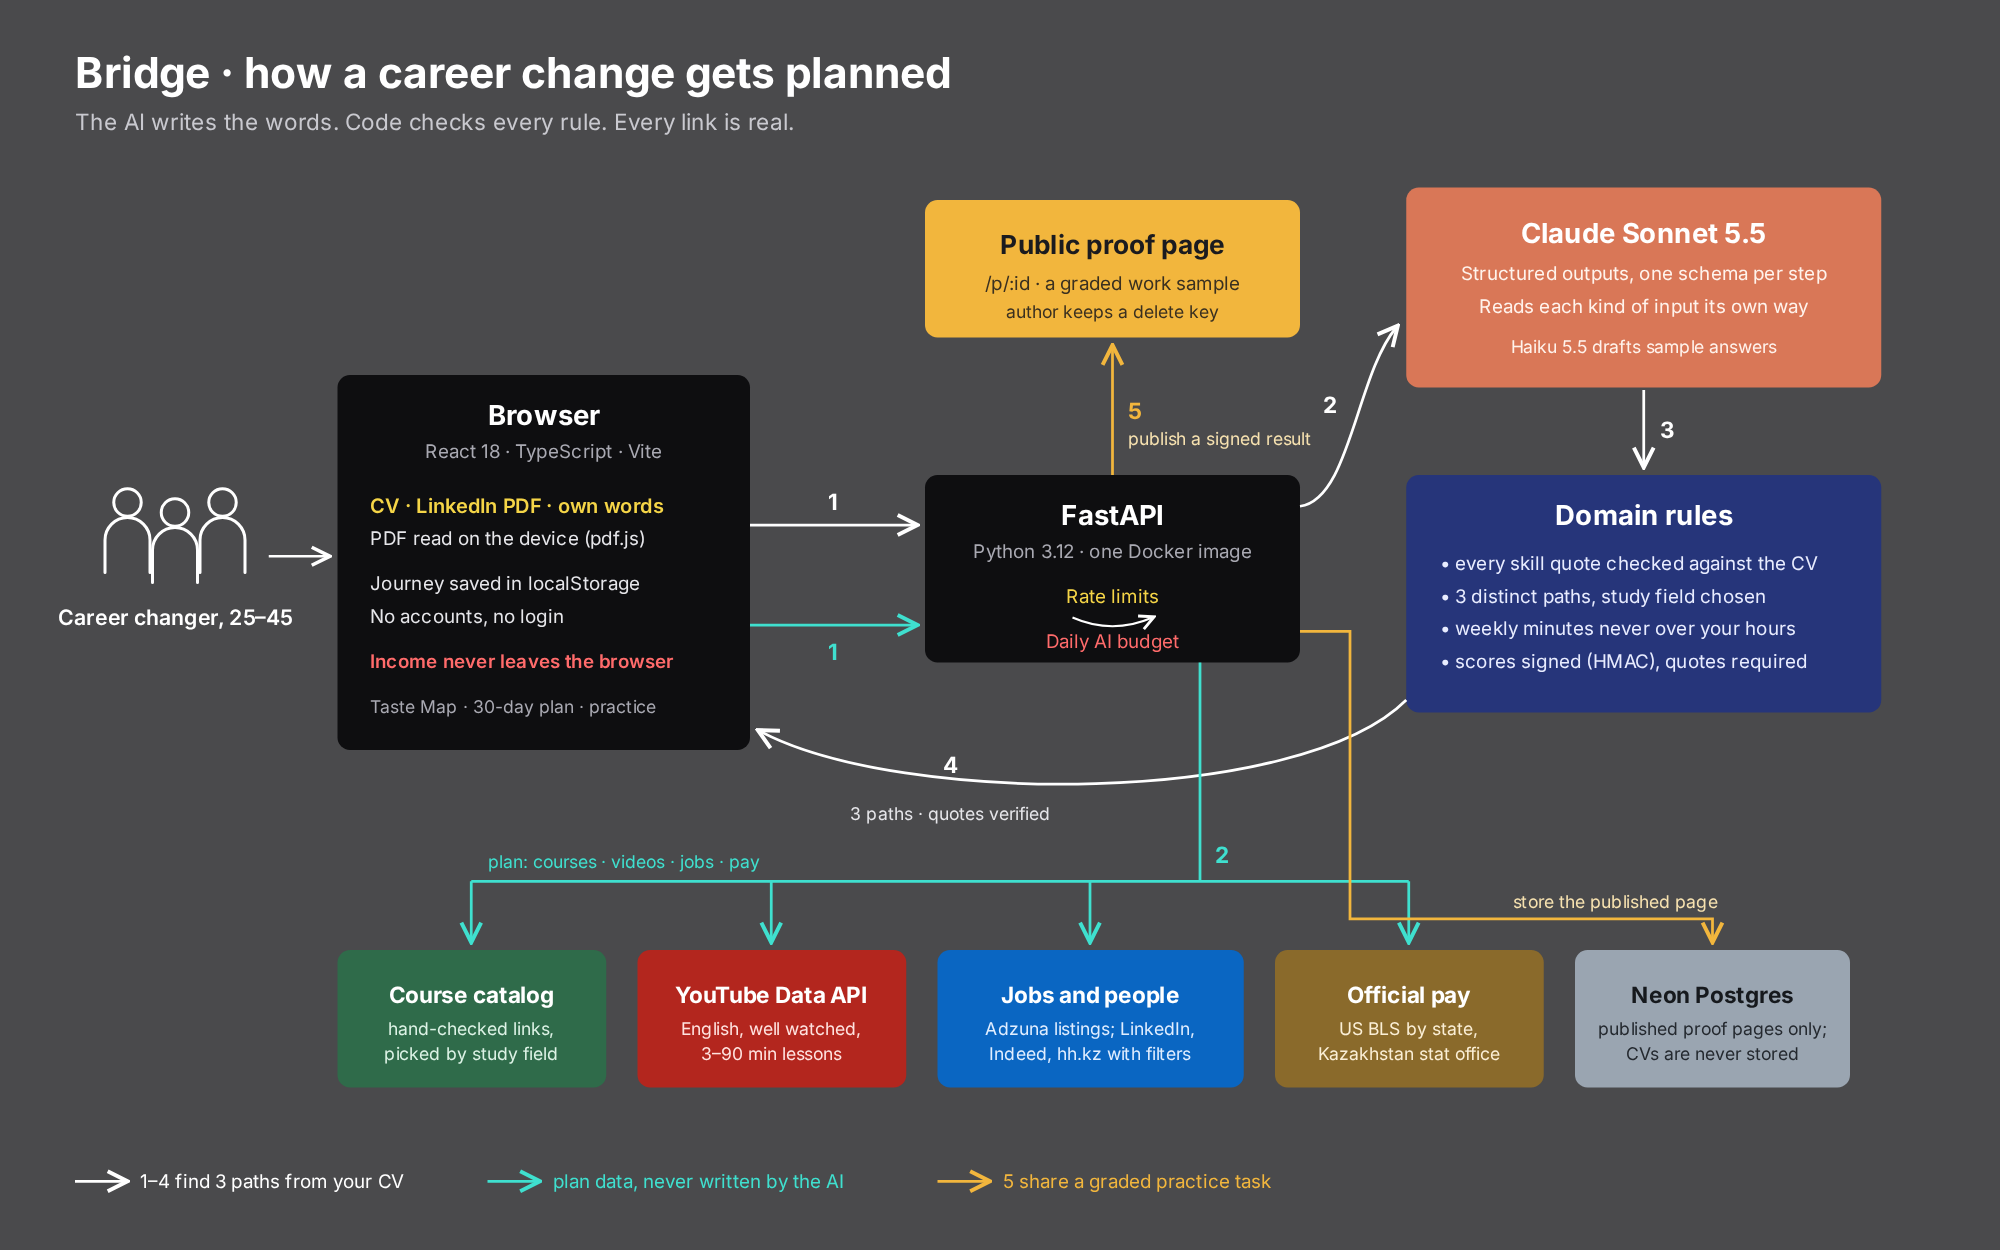 Bridge · how a career change gets planned
The AI writes the words. Code checks every rule. Every link is real.
Public proof page
/p/:id · a graded work sample
author keeps a delete key
Claude Sonnet 5.5
Structured outputs, one schema per step
Reads each kind of input its own way
Haiku 5.5 drafts sample answers
5
publish a signed result
2
3
Career changer, 25–45
Browser
React 18 · TypeScript · Vite
CV · LinkedIn PDF · own words
PDF read on the device (pdf.js)
Journey saved in localStorage
No accounts, no login
Income never leaves the browser
Taste Map · 30-day plan · practice
1
1
FastAPI
Python 3.12 · one Docker image
Rate limits
Daily AI budget
Domain rules
• every skill quote checked against the CV
• 3 distinct paths, study field chosen
• weekly minutes never over your hours
• scores signed (HMAC), quotes required
4
3 paths · quotes verified
plan: courses · videos · jobs · pay
2
store the published page
Course catalog
hand-checked links,
picked by study field
YouTube Data API
English, well watched,
3–90 min lessons
Jobs and people
Adzuna listings; LinkedIn,
Indeed, hh.kz with filters
Official pay
US BLS by state,
Kazakhstan stat office
Neon Postgres
published proof pages only;
CVs are never stored
1–4 find 3 paths from your CV
plan data, never written by the AI
5 share a graded practice task